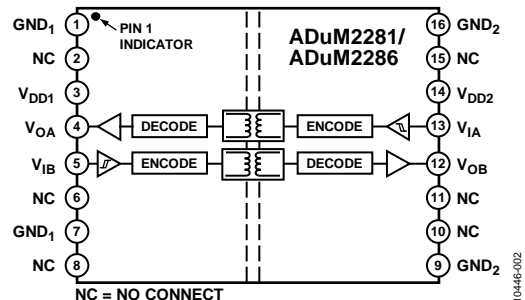 GND1 1 PIN 1 INDICATOR ADuM2281/ ADuM2286 16 GND2
NC 2 15 NC
VDD1 3 14 VDD2
VOA 4 DECODE ENCODE 13 VIA
VIB 5 ENCODE DECODE 12 VOB
NC 6 11 NC
GND1 7 10 NC
NC 8 9 GND2
NC = NO CONNECT
10446-002